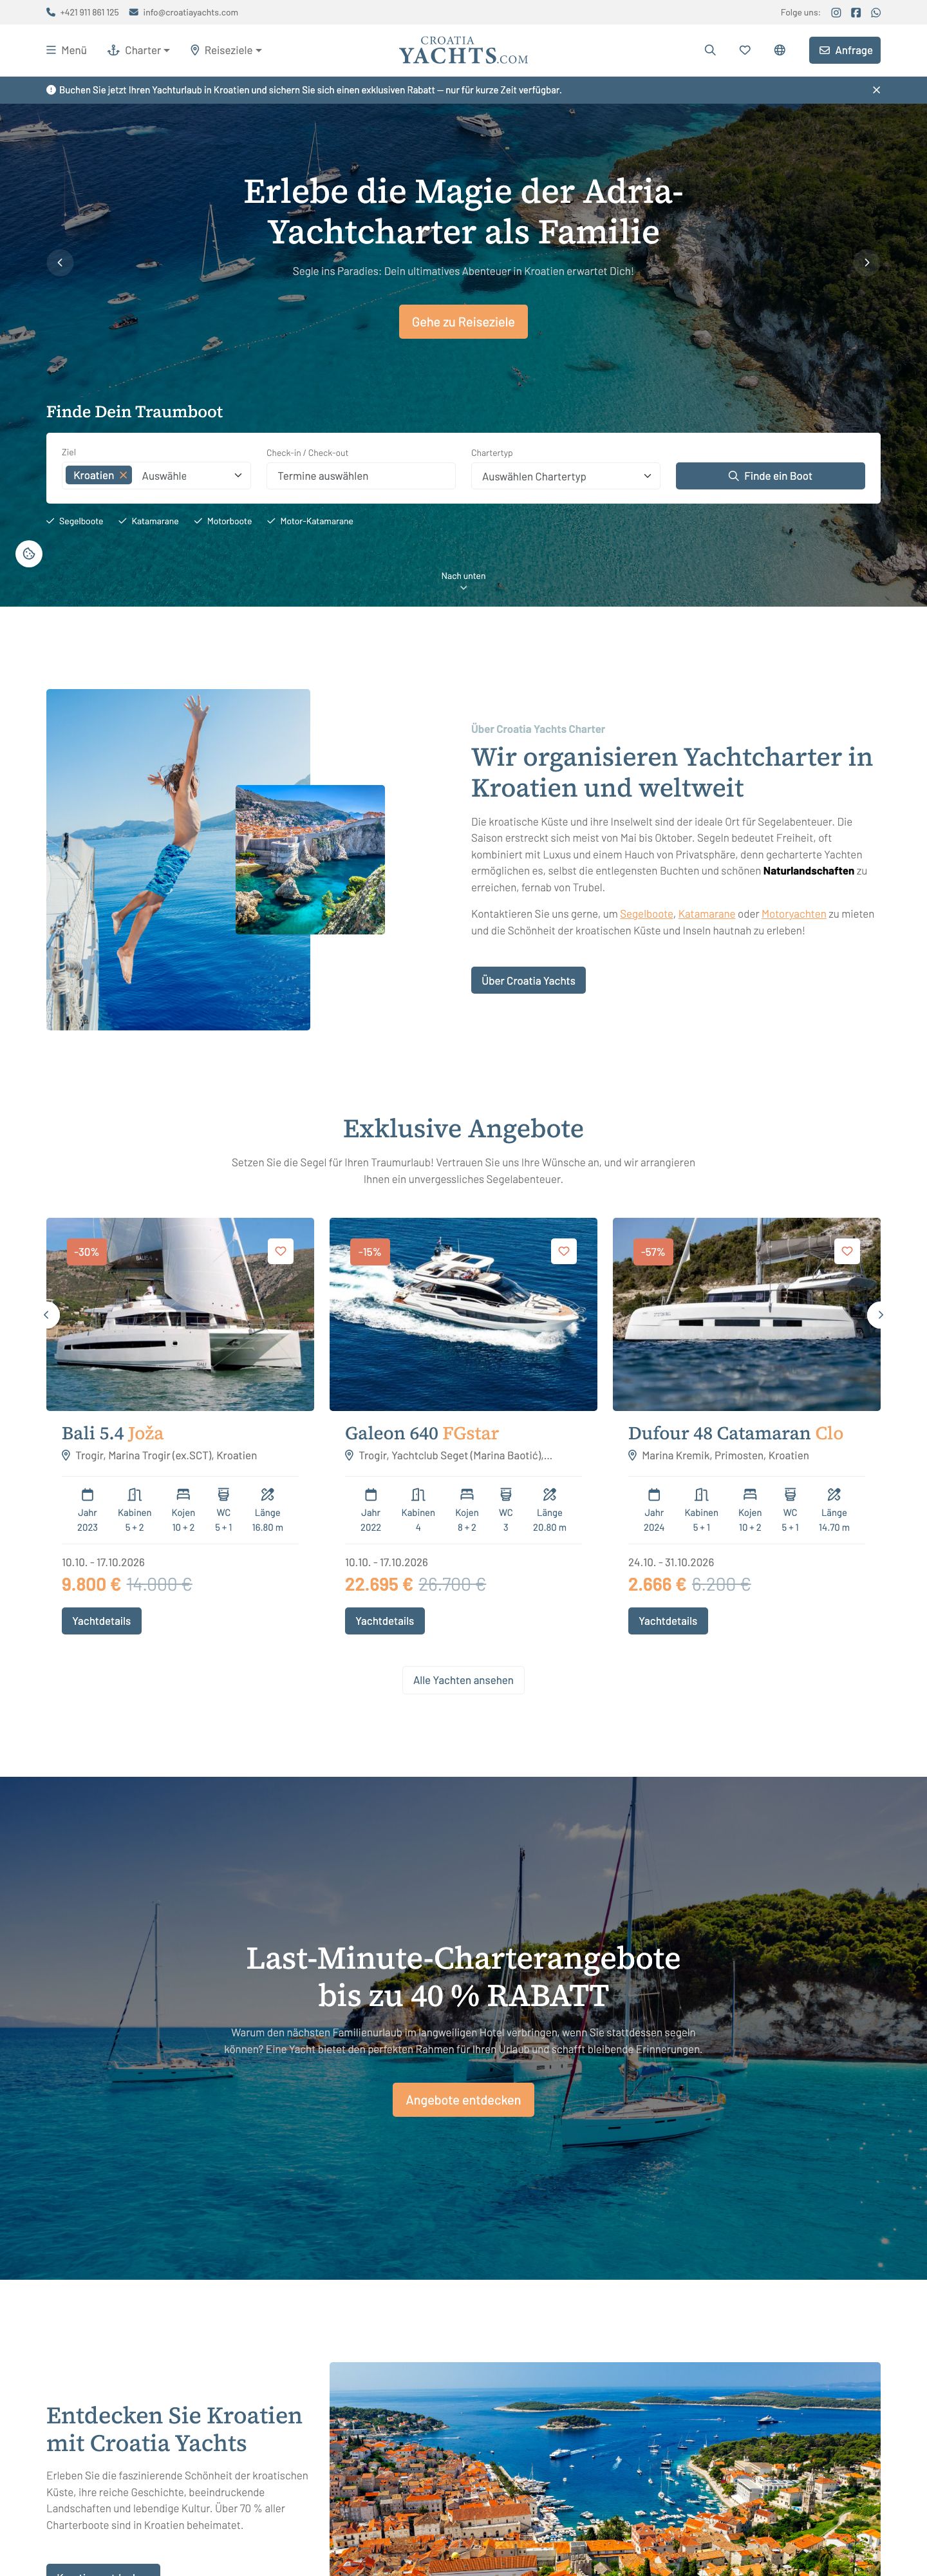 +421 911 861 125 info@croatiayachts.com Folge uns:
Menü Charter Reiseziele CROATIA YACHTS.COM Anfrage
Buchen Sie jetzt Ihren Yachturlaub in Kroatien und sichern Sie sich einen exklusiven Rabatt — nur für kurze Zeit verfügbar.
Erlebe die Magie der Adria-
Yachtcharter als Familie
Segle ins Paradies: Dein ultimatives Abenteuer in Kroatien erwartet Dich!
Gehe zu Reiseziele
Finde Dein Traumboot
Ziel Check-in / Check-out Chartertyp
Kroatien Auswähle Termine auswählen Auswählen Chartertyp Finde ein Boot
Segelboote Katamarane Motorboote Motor-Katamarane
Nach unten
Über Croatia Yachts Charter
Wir organisieren Yachtcharter in
Kroatien und weltweit
Die kroatische Küste und ihre Inselwelt sind der ideale Ort für Segelabenteuer. Die
Saison erstreckt sich meist von Mai bis Oktober. Segeln bedeutet Freiheit, oft
kombiniert mit Luxus und einem Hauch von Privatsphäre, denn gecharterte Yachten
ermöglichen es, selbst die entlegensten Buchten und schönen Naturlandschaften zu
erreichen, fernab von Trubel.
Kontaktieren Sie uns gerne, um Segelboote, Katamarane oder Motoryachten zu mieten
und die Schönheit der kroatischen Küste und Inseln hautnah zu erleben!
Über Croatia Yachts
Exklusive Angebote
Setzen Sie die Segel für Ihren Traumurlaub! Vertrauen Sie uns Ihre Wünsche an, und wir arrangieren
Ihnen ein unvergessliches Segelabenteuer.
-30% -15% -57%
Bali 5.4 Joža Galeon 640 FGstar Dufour 48 Catamaran Clo
Trogir, Marina Trogir (ex.SCT), Kroatien Trogir, Yachtclub Seget (Marina Baotić),... Marina Kremik, Primosten, Kroatien
Jahr Kabinen Kojen WC Länge Jahr Kabinen Kojen WC Länge Jahr Kabinen Kojen WC Länge
2023 5 + 2 10 + 2 5 + 1 16.80 m 2022 4 8 + 2 3 20.80 m 2024 5 + 1 10 + 2 5 + 1 14.70 m
10.10. - 17.10.2026 10.10. - 17.10.2026 24.10. - 31.10.2026
9.800 € 14.000 € 22.695 € 26.700 € 2.666 € 6.200 €
Yachtdetails Yachtdetails Yachtdetails
Alle Yachten ansehen
Last-Minute-Charterangebote
bis zu 40 % RABATT
Warum den nächsten Familienurlaub im langweiligen Hotel verbringen, wenn Sie stattdessen segeln
können? Eine Yacht bietet den perfekten Rahmen für Ihren Urlaub und schafft bleibende Erinnerungen.
Angebote entdecken
Entdecken Sie Kroatien
mit Croatia Yachts
Erleben Sie die faszinierende Schönheit der kroatischen
Küste, ihre reiche Geschichte, beeindruckende
Landschaften und lebendige Kultur. Über 70 % aller
Charterboote sind in Kroatien beheimatet.